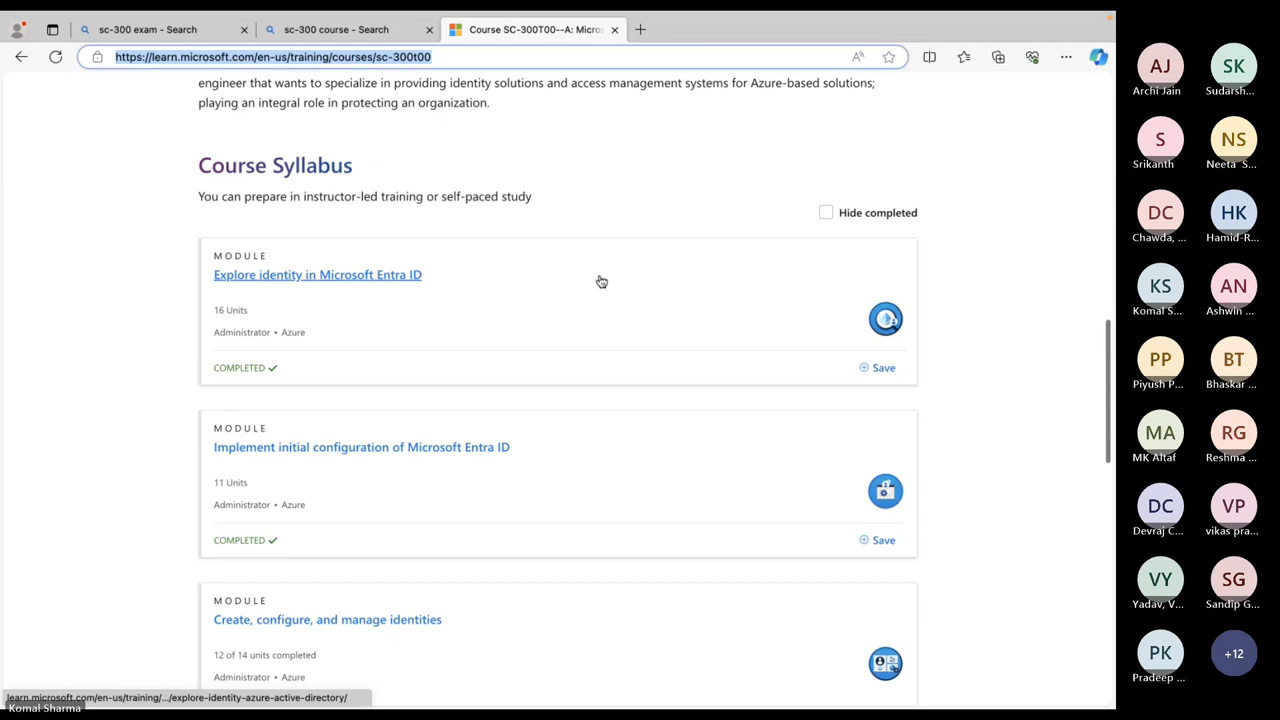 sc-300 exam - Search
sc-300 course - Search
Course SC-300T00--A: Micros
https://learn.microsoft.com/en-us/training/courses/sc-300t00
engineer that wants to specialize in providing identity solutions and access management systems for Azure-based solutions;
playing an integral role in protecting an organization.
Course Syllabus
You can prepare in instructor-led training or self-paced study
Hide completed
MODULE
Explore identity in Microsoft Entra ID
16 Units
Administrator • Azure
COMPLETED ✓
Save
MODULE
Implement initial configuration of Microsoft Entra ID
11 Units
Administrator • Azure
COMPLETED ✓
Save
MODULE
Create, configure, and manage identities
12 of 14 units completed
Administrator • Azure
learn.microsoft.com/en-us/training/.../explore-identity-azure-active-directory/
Komal Sharma
AJ
Archi Jain
SK
Sudarsh...
S
Srikanth
NS
Neeta S...
DC
Chawda, ...
HK
Hamid-R...
KS
Komal S...
AN
Ashwin ...
PP
Piyush P...
BT
Bhaskar ...
MA
MK Altaf
RG
Reshma ...
DC
Devraj C...
VP
vikas pra...
VY
Yadav, V...
SG
Sandip G...
PK
Pradeep ...
+12